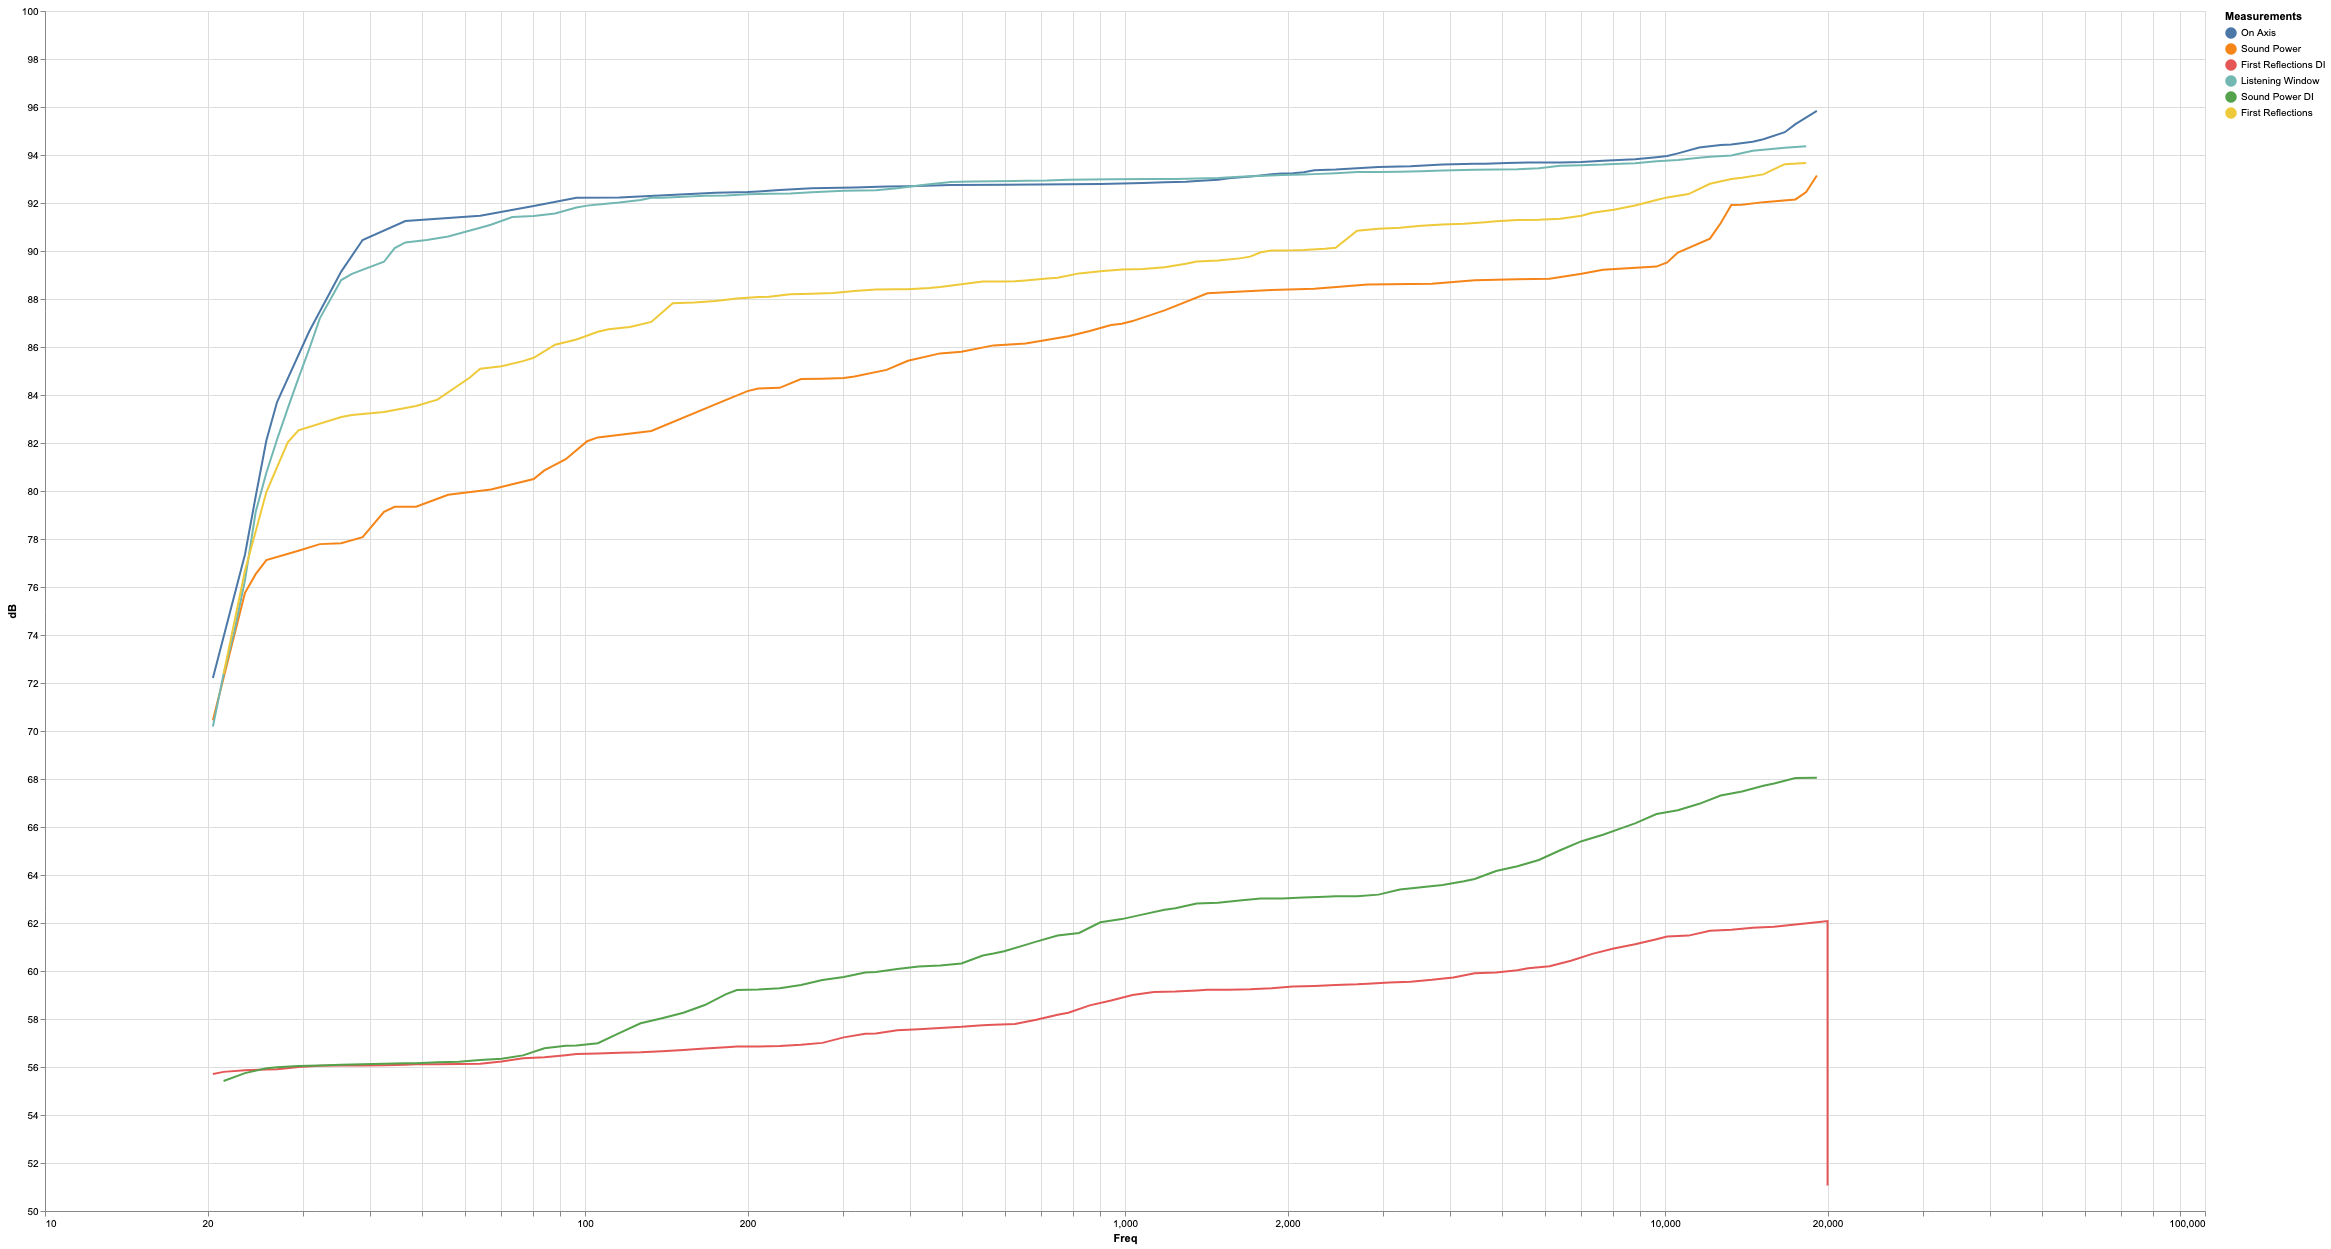 100
98
96
94
92
90
88
86
84
82
80
78
76
74
72
70
68
66
64
62
60
58
56
54
52
50
dB
10 20 100 200 1,000 2,000 10,000 20,000 100,000
Freq
Measurements
On Axis
Sound Power
First Reflections DI
Listening Window
Sound Power DI
First Reflections